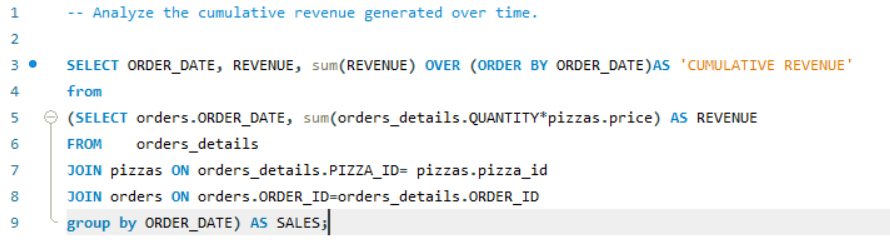 1 -- Analyze the cumulative revenue generated over time.
2
3 SELECT ORDER_DATE, REVENUE, sum(REVENUE) OVER (ORDER BY ORDER_DATE)AS 'CUMULATIVE REVENUE'
4 from
5 (SELECT orders.ORDER_DATE, sum(orders_details.QUANTITY*pizzas.price) AS REVENUE
6 FROM orders_details
7 JOIN pizzas ON orders_details.PIZZA_ID= pizzas.pizza_id
8 JOIN orders ON orders.ORDER_ID=orders_details.ORDER_ID
9 group by ORDER_DATE) AS SALES;